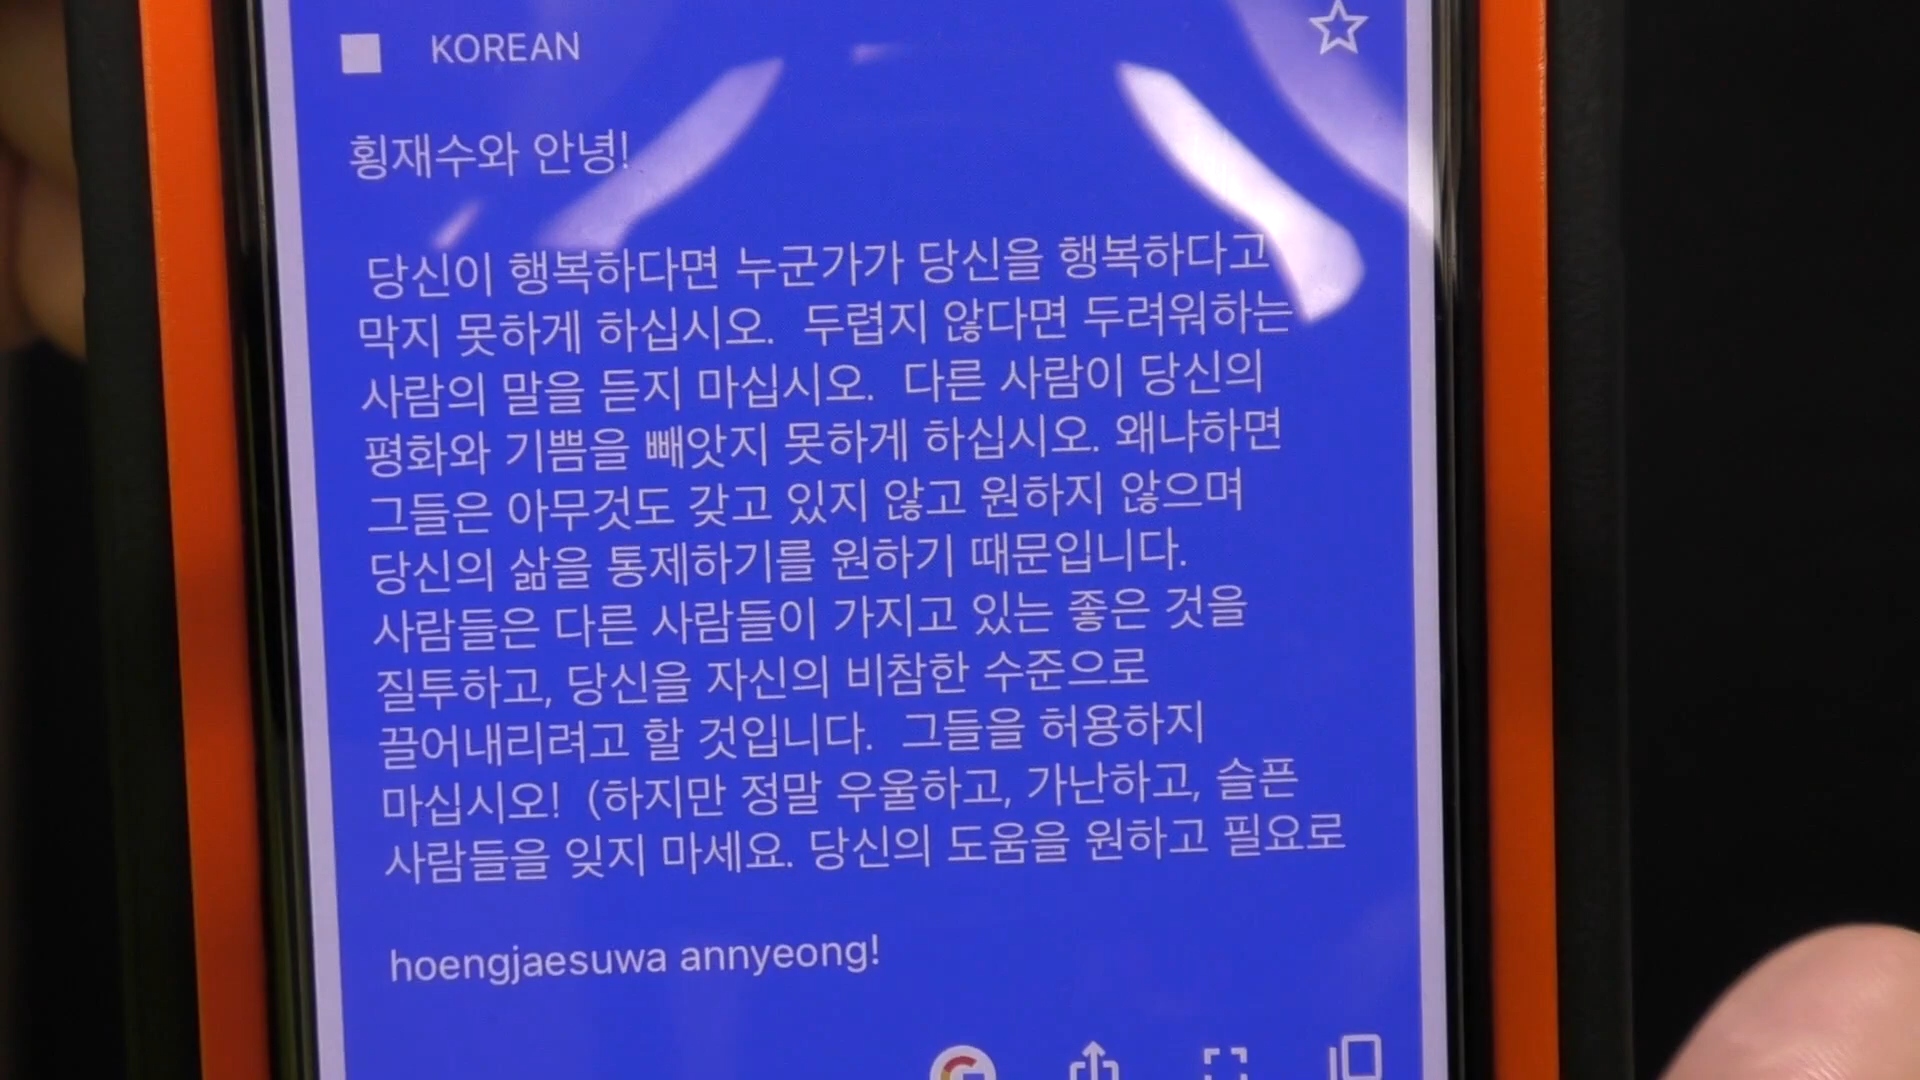 KOREAN
횡재수와 안녕!
당신이 행복하다면 누군가가 당신을 행복하다고
막지 못하게 하십시오. 두렵지 않다면 두려워하는
사람의 말을 듣지 마십시오. 다른 사람이 당신의
평화와 기쁨을 빼앗지 못하게 하십시오. 왜냐하면
그들은 아무것도 갖고 있지 않고 원하지 않으며
당신의 삶을 통제하기를 원하기 때문입니다.
사람들은 다른 사람들이 가지고 있는 좋은 것을
질투하고, 당신을 자신의 비참한 수준으로
끌어내리려고 할 것입니다. 그들을 허용하지
마십시오! (하지만 정말 우울하고, 가난하고, 슬픈
사람들을 잊지 마세요. 당신의 도움을 원하고 필요로
hoengjaesuwa annyeong!